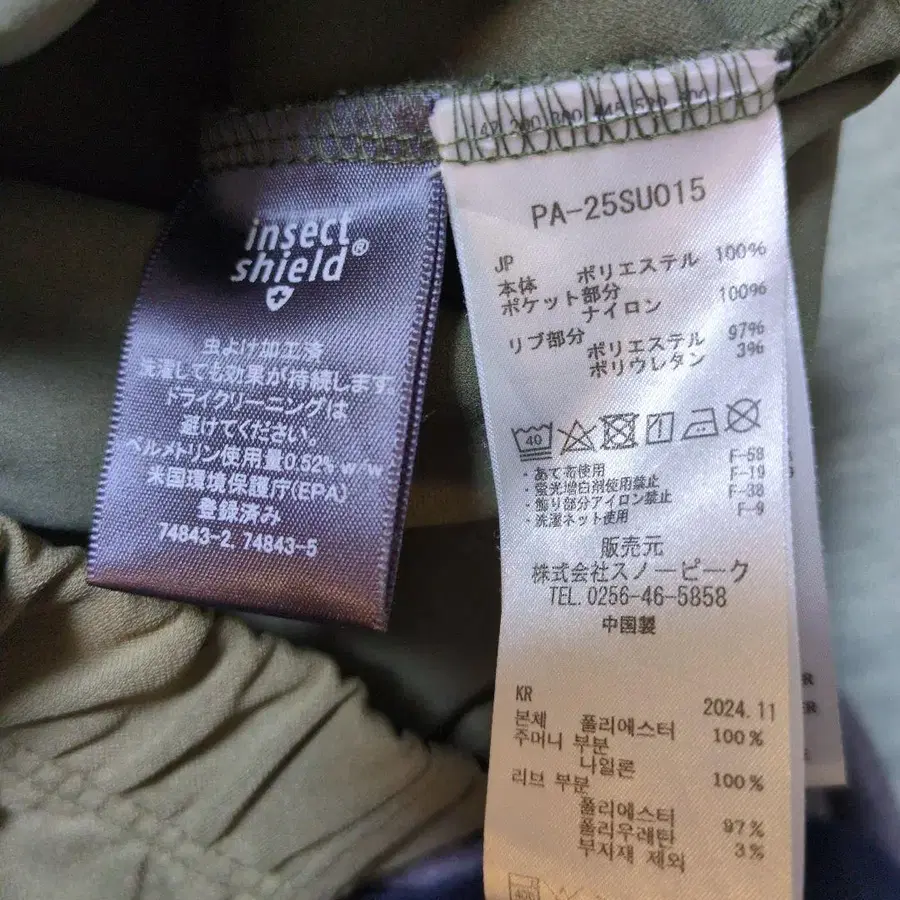 insect
shield®
虫よけ加工済
洗濯しても効果が持続します。
ドライクリーニングは
避けてください
ペルメトリン使用量0.52% w/w
米国環境保護庁(EPA)
登録済み
74843-2, 74843-5
PA-25SU015
JP
本体 ポリエステル 100%
ポケット部分
ナイロン 100%
リブ部分
ポリエステル 97%
ポリウレタン 3%
40
・あて布使用 F-58
・蛍光増白剤使用禁止 F-19
・飾り部分アイロン禁止 F-38
・洗濯ネット使用 F-9
販売元
株式会社スノーピーク
TEL.0256-46-5858
中国製
KR 2024.11
본체 폴리에스터 100%
주머니 부분
나일론 100%
리브 부분
폴리에스터 97%
폴리우레탄 3%
부자재 제외